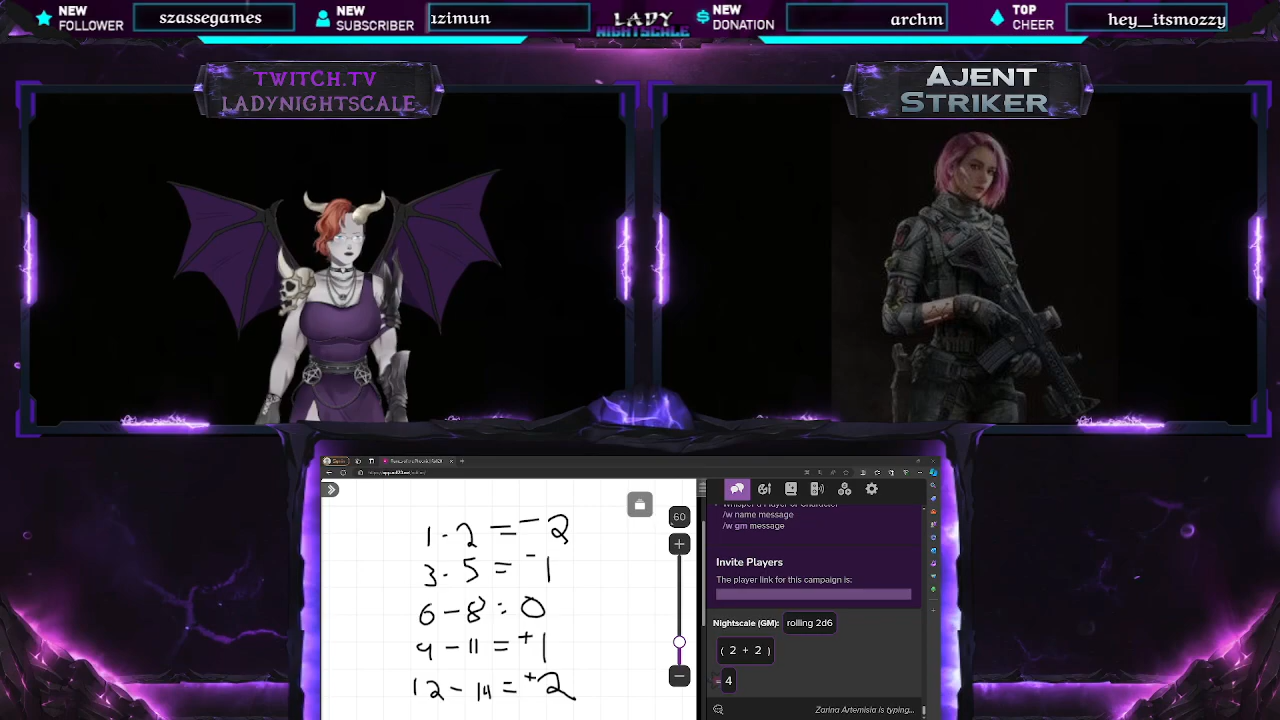 NEW FOLLOWER
szassegames
NEW SUBSCRIBER
LADY NIGHTSCALE
NEW DONATION
archm
TOP CHEER
hey_itsmozzy
TWITCH.TV
LADYNIGHTSCALE
AJENT
STRIKER
60
1 - 2 = -2
3 - 5 = -1
6 - 8 = 0
9 - 11 = +1
12 - 14 = +2
/w name message
/w gm message
Invite Players
The player link for this campaign is:
Nightscale (GM): rolling 2d6
( 2 + 2 )
= 4
Zarina Artemisia is typing...